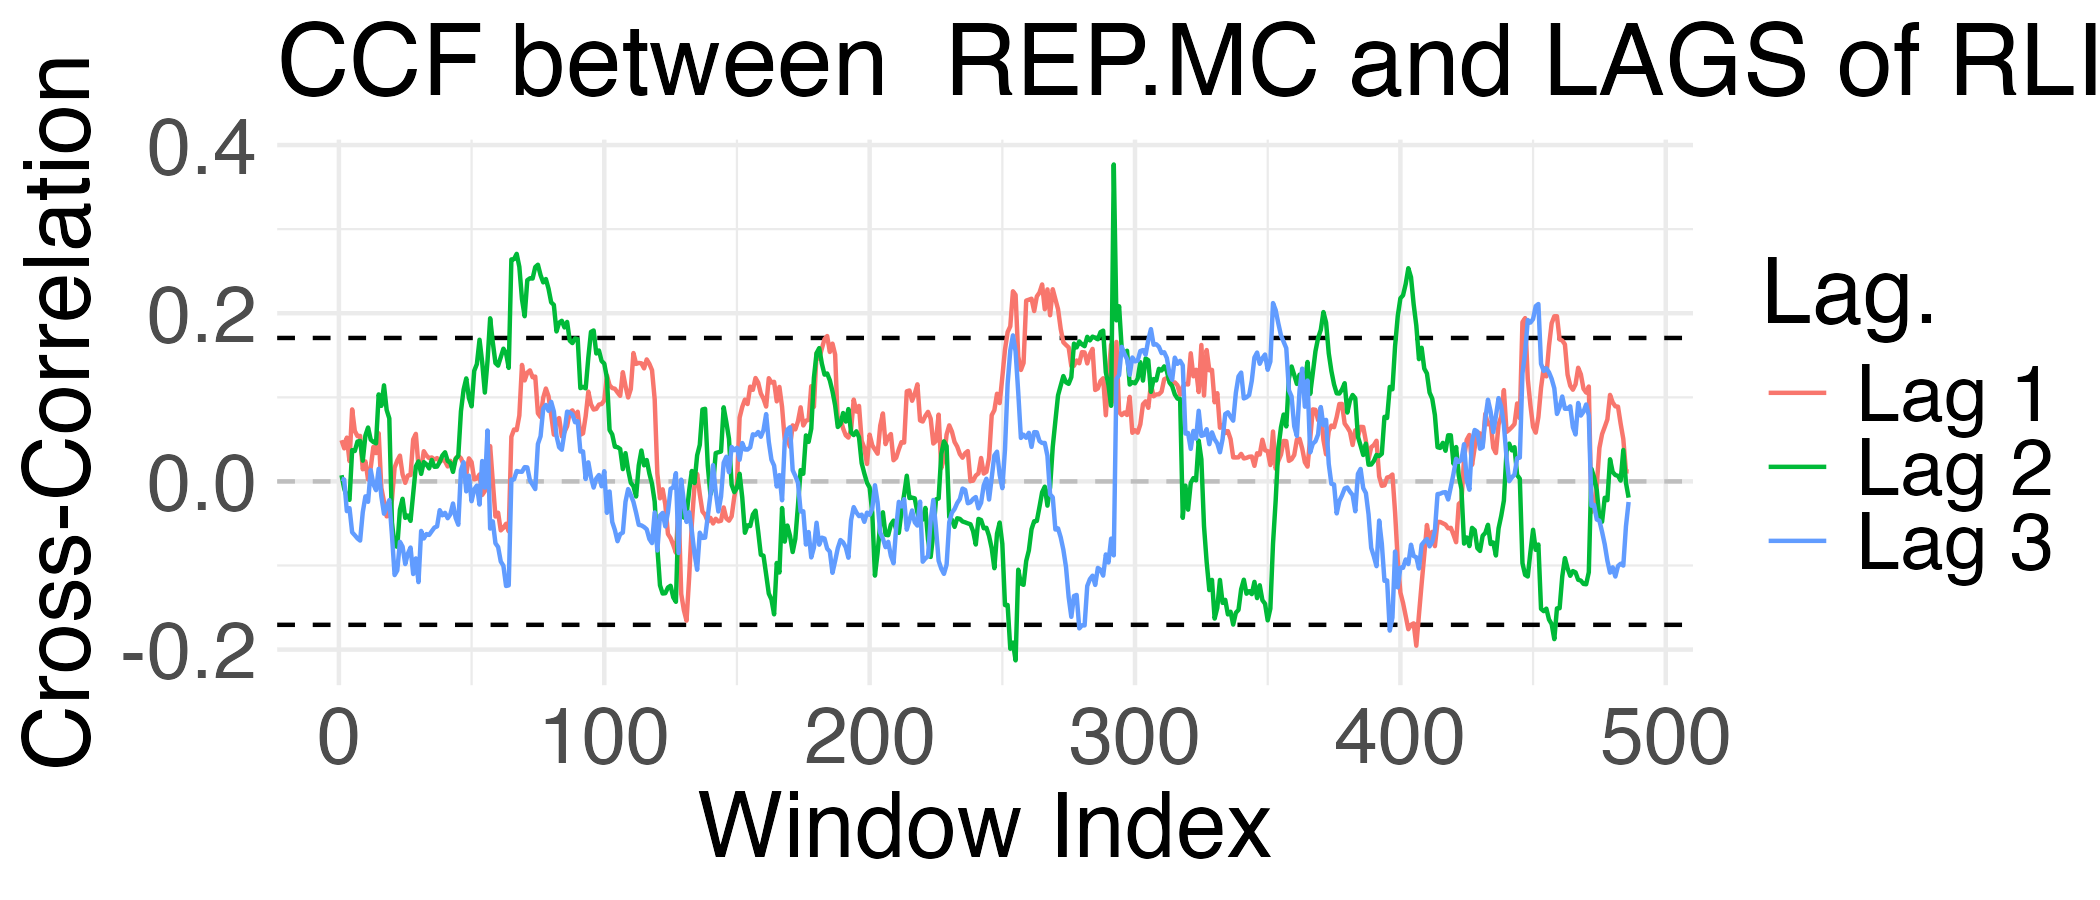 CCF between  REP.MC and LAGS of RLI
Cross-Correlation
0.4
0.2
0.0
-0.2
0 100 200 300 400 500
Window Index
Lag.
Lag 1
Lag 2
Lag 3